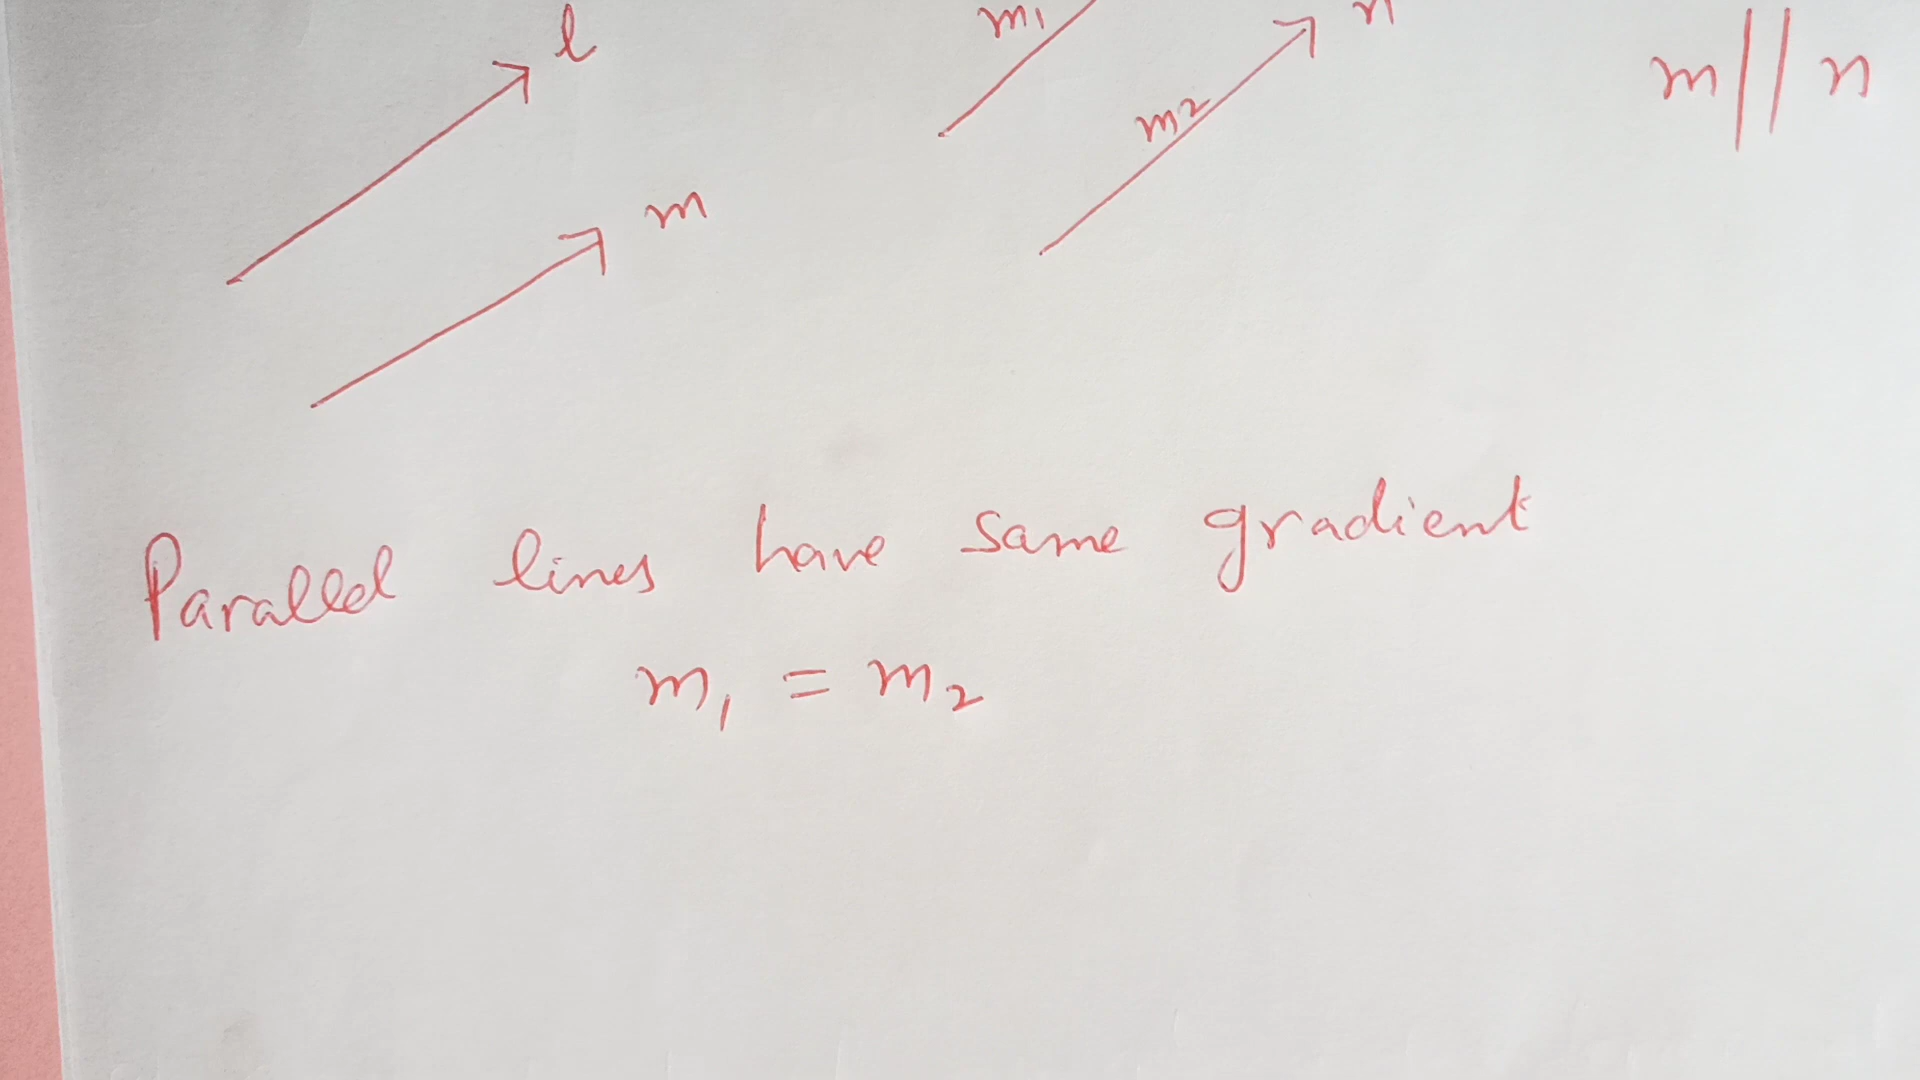 l
m
m1
m2
n
m // n
Parallel lines have same gradient
m1 = m2